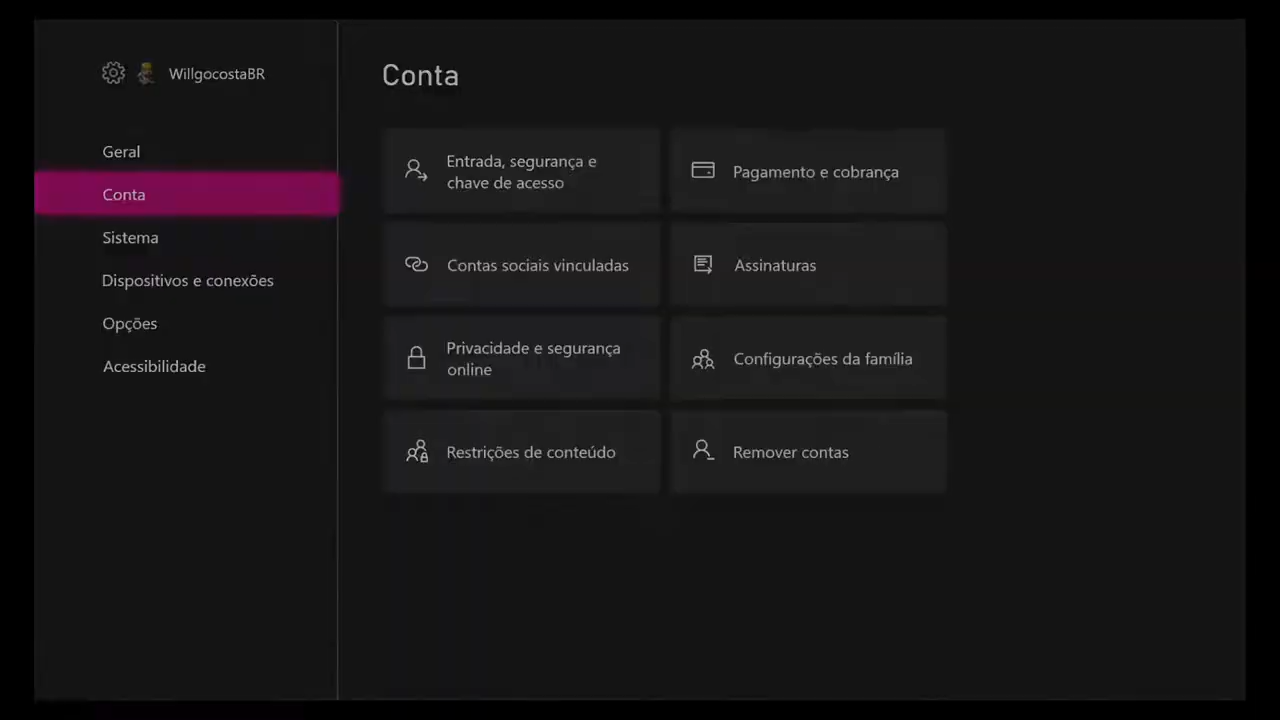 WillgocostaBR
Geral
Conta
Sistema
Dispositivos e conexões
Opções
Acessibilidade
Conta
Entrada, segurança e
chave de acesso
Pagamento e cobrança
Contas sociais vinculadas
Assinaturas
Privacidade e segurança
online
Configurações da família
Restrições de conteúdo
Remover contas